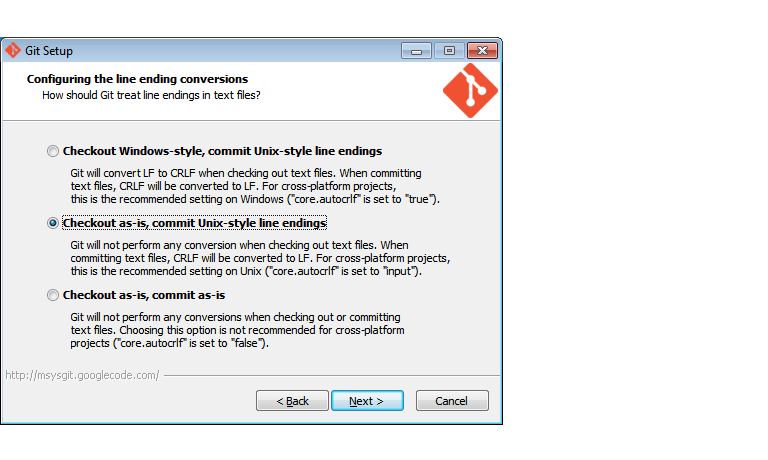 Git Setup
Configuring the line ending conversions
How should Git treat line endings in text files?
Checkout Windows-style, commit Unix-style line endings
Git will convert LF to CRLF when checking out text files. When committing
text files, CRLF will be converted to LF. For cross-platform projects,
this is the recommended setting on Windows ("core.autocrlf" is set to "true").
Checkout as-is, commit Unix-style line endings
Git will not perform any conversion when checking out text files. When
committing text files, CRLF will be converted to LF. For cross-platform projects,
this is the recommended setting on Unix ("core.autocrlf" is set to "input").
Checkout as-is, commit as-is
Git will not perform any conversions when checking out or committing
text files. Choosing this option is not recommended for cross-platform
projects ("core.autocrlf" is set to "false").
http://msysgit.googlecode.com/
< Back Next > Cancel